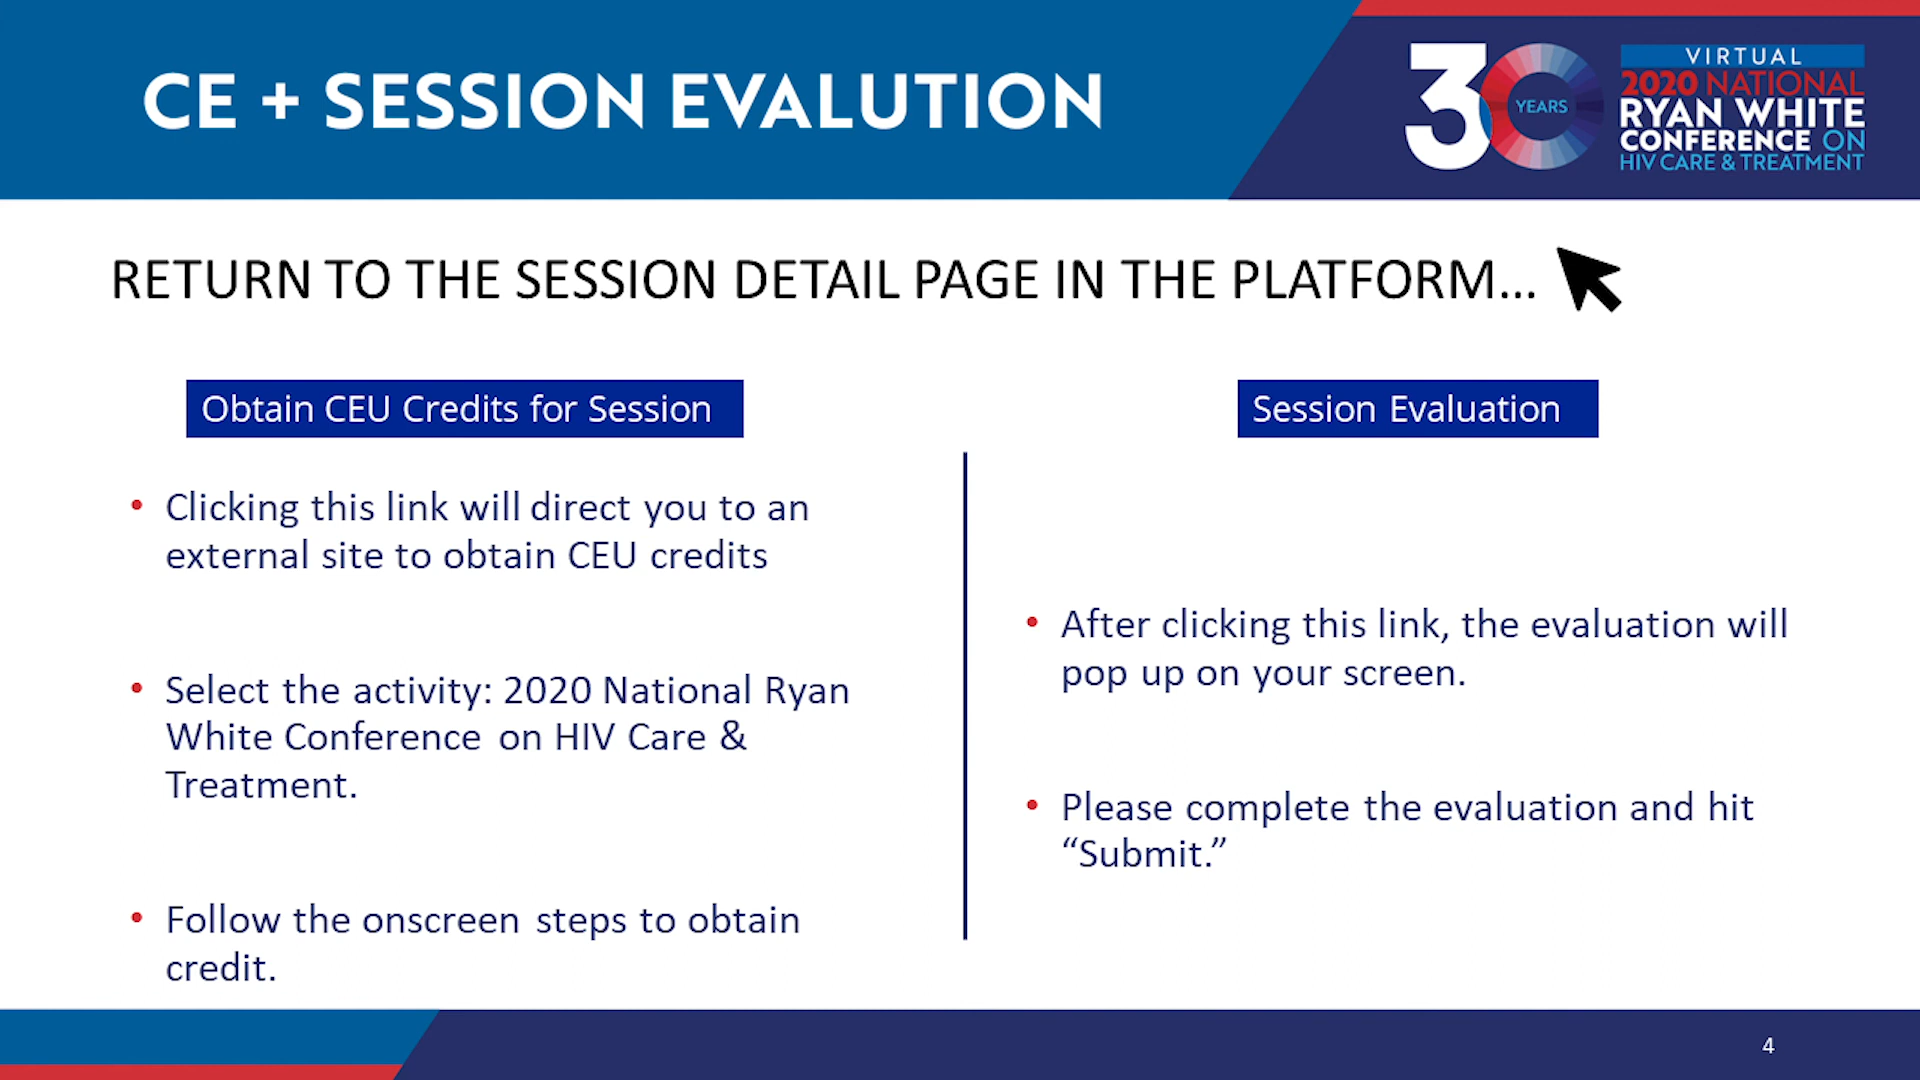 CE + SESSION EVALUTION
30
YEARS
VIRTUAL
2020 NATIONAL
RYAN WHITE
CONFERENCE ON
HIV CARE & TREATMENT
RETURN TO THE SESSION DETAIL PAGE IN THE PLATFORM...
Obtain CEU Credits for Session
• Clicking this link will direct you to an
external site to obtain CEU credits
• Select the activity: 2020 National Ryan
White Conference on HIV Care &
Treatment.
• Follow the onscreen steps to obtain
credit.
Session Evaluation
• After clicking this link, the evaluation will
pop up on your screen.
• Please complete the evaluation and hit
“Submit.”
4